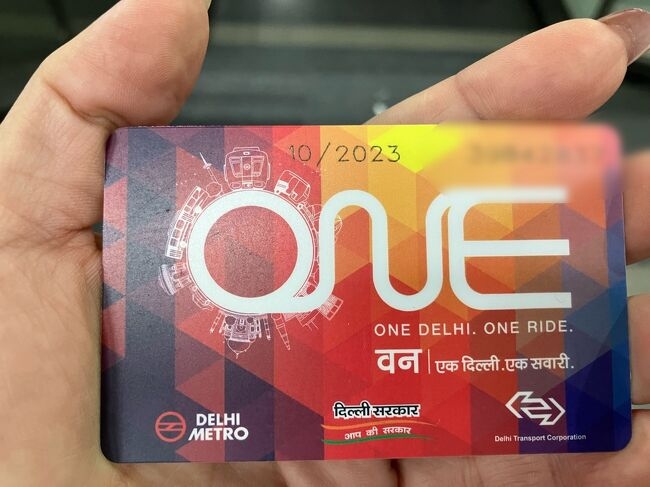 10/2023
ONE
ONE DELHI. ONE RIDE.
वन | एक दिल्ली.एक सवारी.
DELHI
METRO
दिल्ली सरकार
आप की सरकार
Delhi Transport Corporation